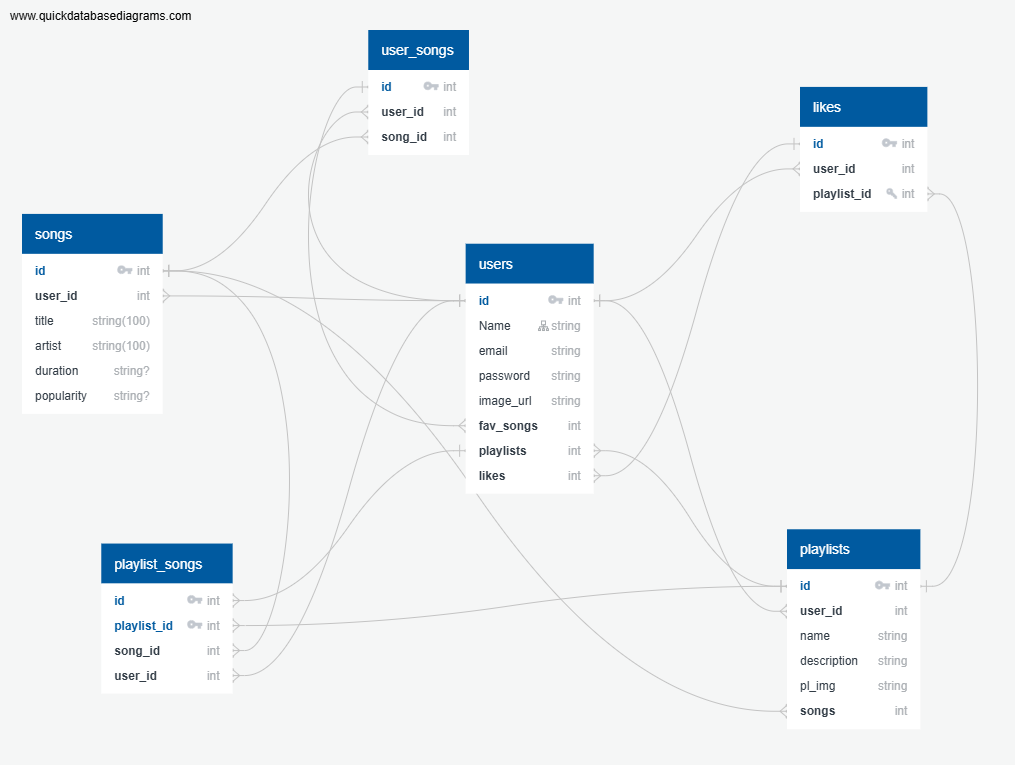 www.quickdatabasediagrams.com
user_songs
id int
user_id int
song_id int
likes
id int
user_id int
playlist_id int
songs
id int
user_id int
title string(100)
artist string(100)
duration string?
popularity string?
users
id int
Name string
email string
password string
image_url string
fav_songs int
playlists int
likes int
playlist_songs
id int
playlist_id int
song_id int
user_id int
playlists
id int
user_id int
name string
description string
pl_img string
songs int